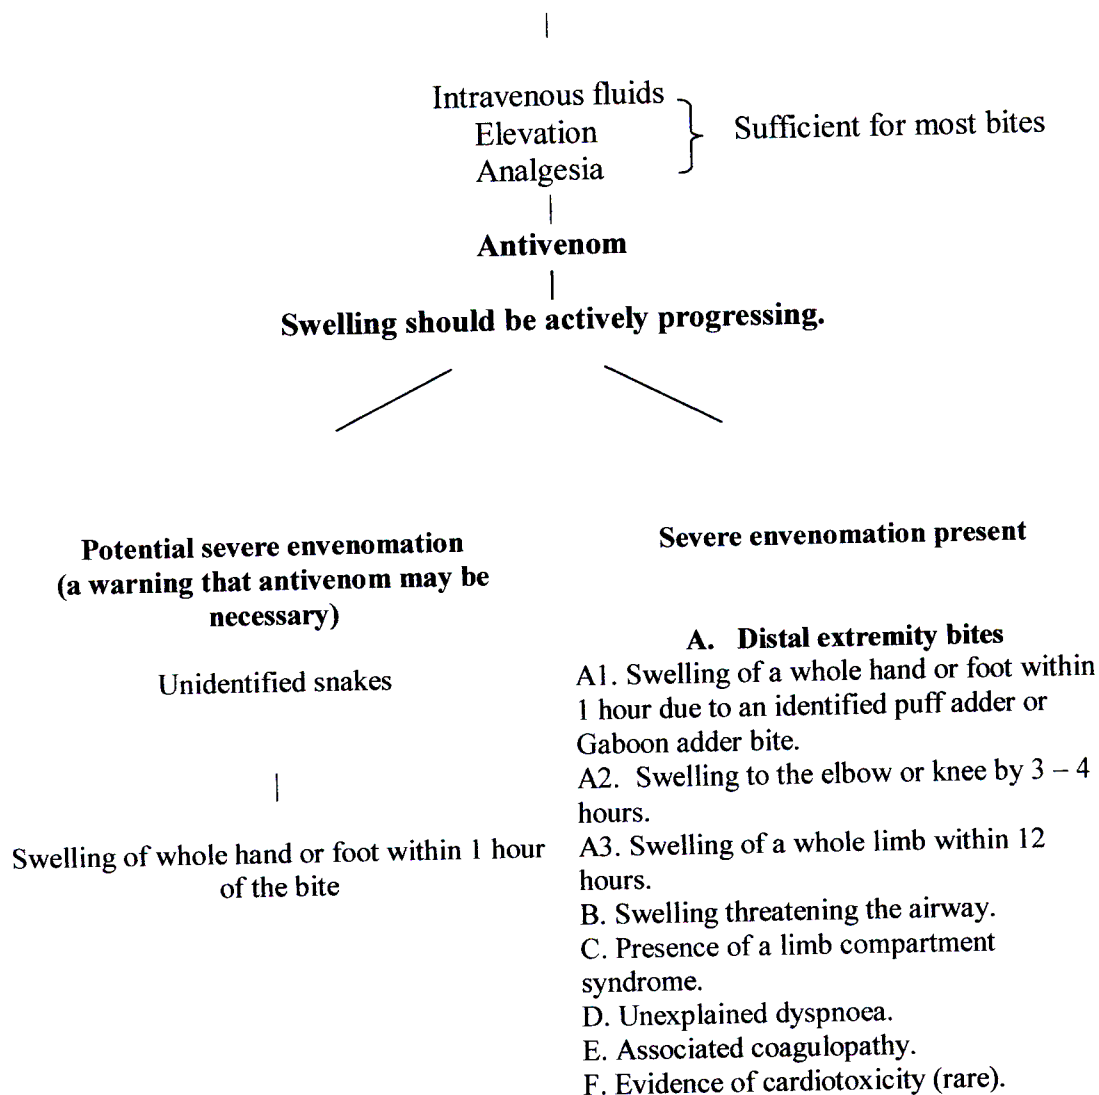 Intravenous fluids
Elevation
Analgesia
Sufficient for most bites
Antivenom
Swelling should be actively progressing.
Potential severe envenomation
(a warning that antivenom may be
necessary)
Unidentified snakes
Swelling of whole hand or foot within 1 hour
of the bite
Severe envenomation present
A. Distal extremity bites
A1. Swelling of a whole hand or foot within
1 hour due to an identified puff adder or
Gaboon adder bite.
A2. Swelling to the elbow or knee by 3 – 4
hours.
A3. Swelling of a whole limb within 12
hours.
B. Swelling threatening the airway.
C. Presence of a limb compartment
syndrome.
D. Unexplained dyspnoea.
E. Associated coagulopathy.
F. Evidence of cardiotoxicity (rare).